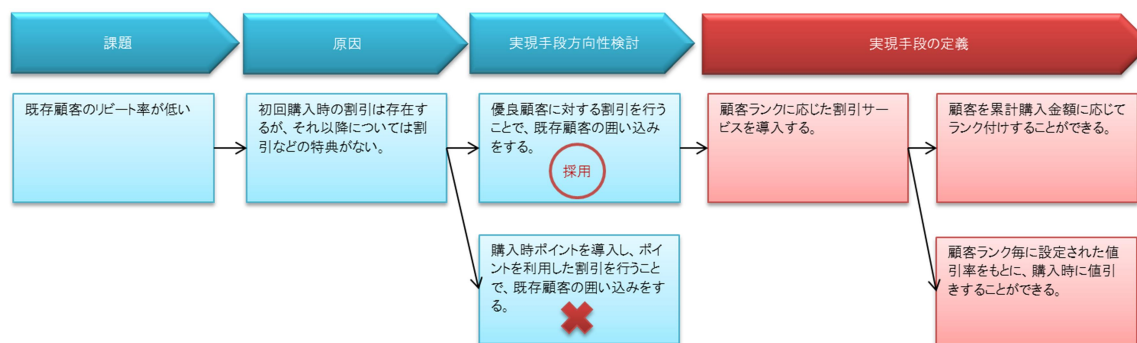 課題
原因
実現手段方向性検討
実現手段の定義
既存顧客のリピート率が低い
初回購入時の割引は存在す
るが、それ以降については割
引などの特典がない。
優良顧客に対する割引を行う
ことで、既存顧客の囲い込み
をする。
採用
購入時ポイントを導入し、ポイ
ントを利用した割引を行うこと
で、既存顧客の囲い込みをす
る。
顧客ランクに応じた割引サー
ビスを導入する。
顧客を累計購入金額に応じて
ランク付けすることができる。
顧客ランク毎に設定された値
引率をもとに、購入時に値引
きすることができる。